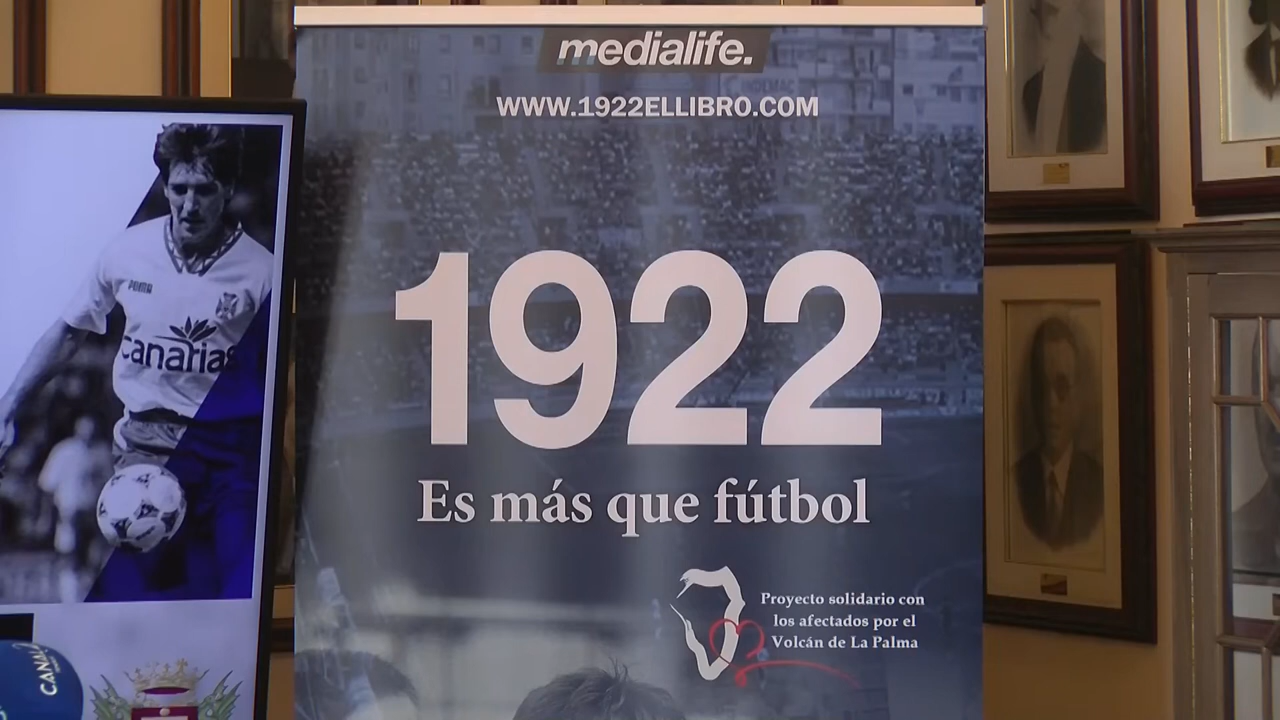 medialife.
WWW.1922ELLIBRO.COM
1922
Es más que fútbol
Proyecto solidario con
los afectados por el
Volcán de La Palma
PUMA
canarias
CANAL